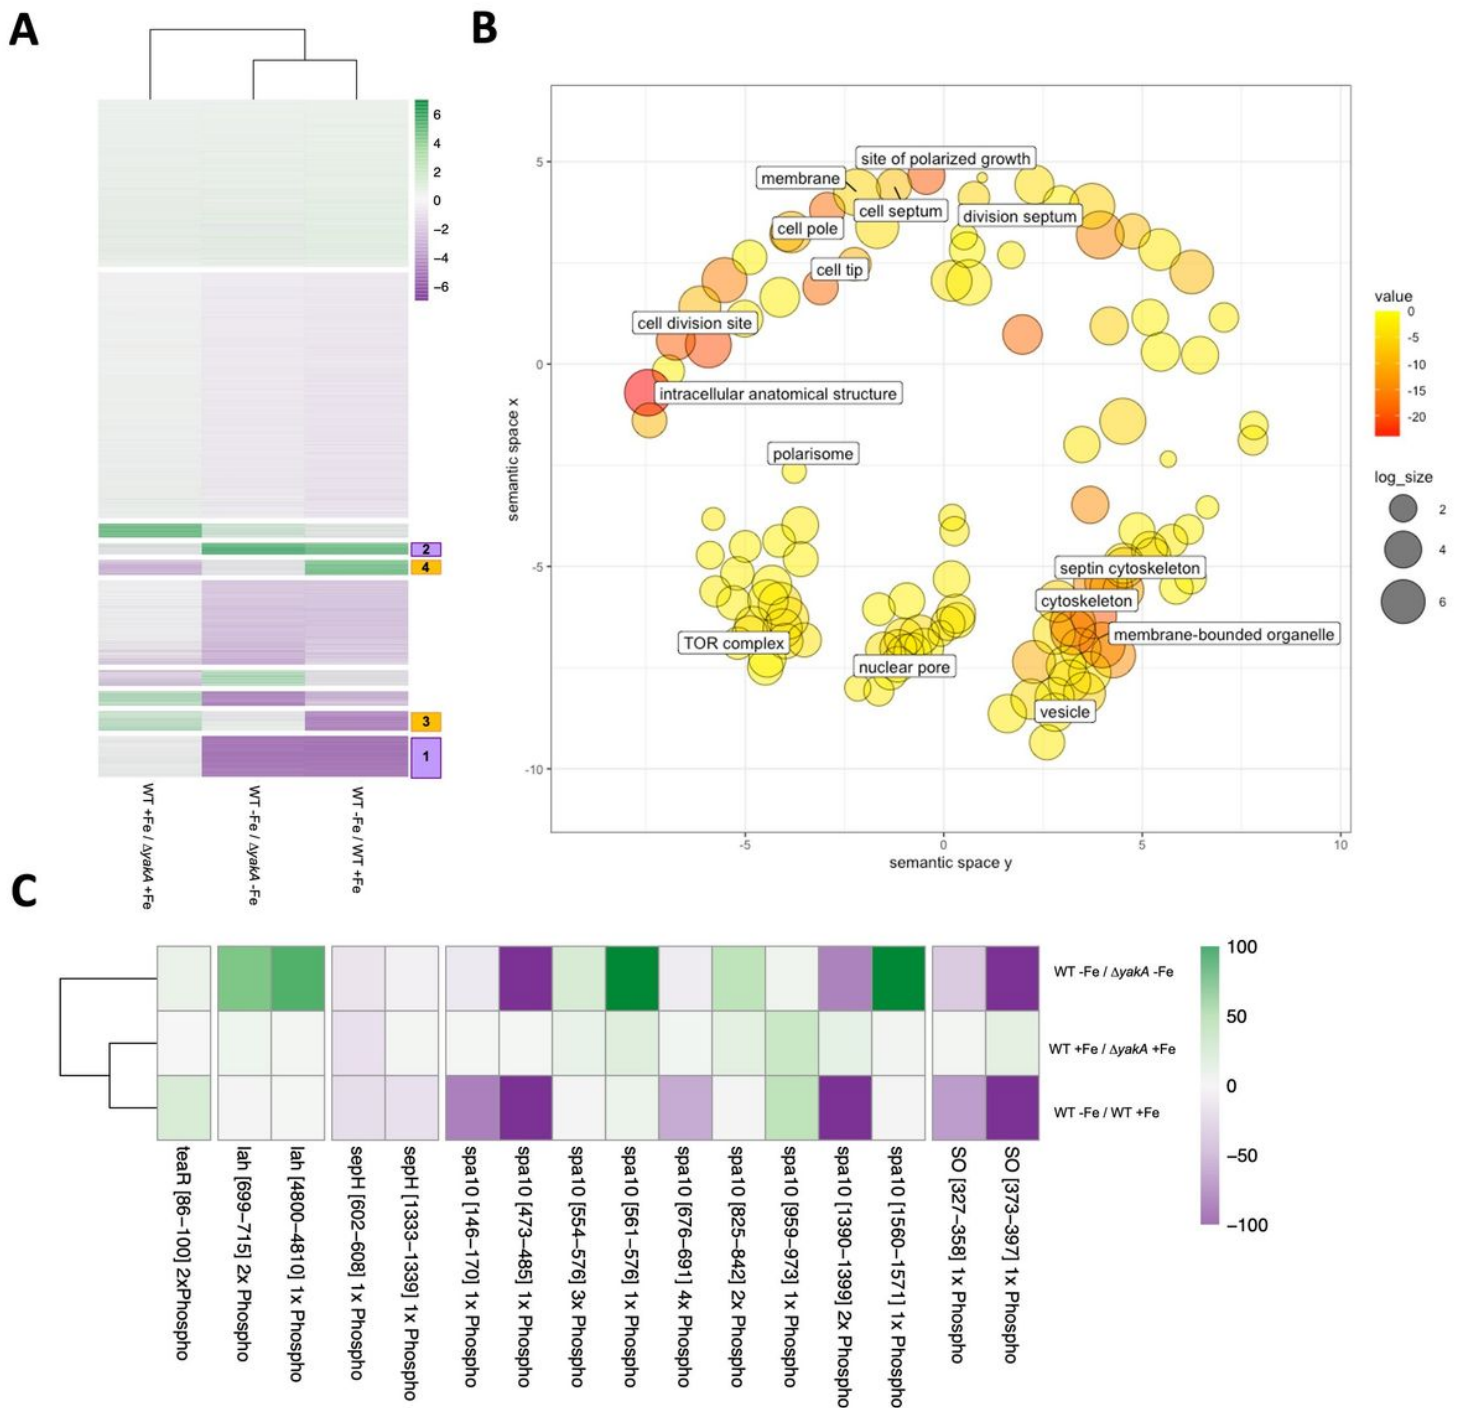 A
6
4
2
0
−2
−4
−6
2
4
3
1
WT +Fe / ΔyakA +Fe
WT -Fe / ΔyakA -Fe
WT -Fe / WT +Fe
B
site of polarized growth
membrane
cell septum
division septum
cell pole
cell tip
cell division site
intracellular anatomical structure
polarisome
septin cytoskeleton
cytoskeleton
membrane-bounded organelle
TOR complex
nuclear pore
vesicle
5
0
-5
-10
-5
0
5
10
semantic space x
semantic space y
value
0
-5
-10
-15
-20
log_size
2
4
6
C
WT -Fe / ΔyakA -Fe
WT +Fe / ΔyakA +Fe
WT -Fe / WT +Fe
100
50
0
−50
−100
teaR [86−100] 2xPhospho
lah [699−715] 2x Phospho
lah [4800−4810] 1x Phospho
sepH [602−608] 1x Phospho
sepH [1333−1339] 1x Phospho
spa10 [146−170] 1x Phospho
spa10 [473−485] 1x Phospho
spa10 [554−576] 3x Phospho
spa10 [561−576] 1x Phospho
spa10 [676−691] 4x Phospho
spa10 [825−842] 2x Phospho
spa10 [959−973] 1x Phospho
spa10 [1390−1399] 2x Phospho
spa10 [1560−1571] 1x Phospho
SO [327−358] 1x Phospho
SO [373−397] 1x Phospho